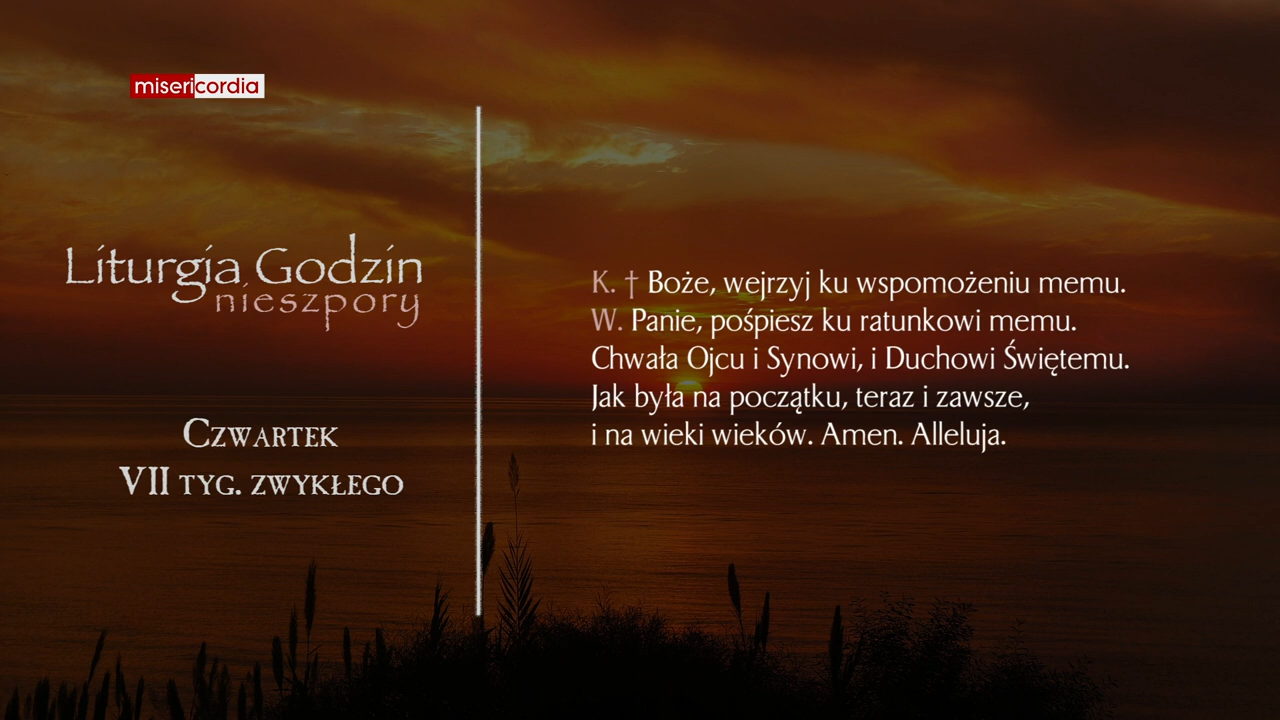 misericordia
Liturgia Godzin
nieszpory
Czwartek
VII tyg. zwykłego
K. † Boże, wejrzyj ku wspomożeniu memu.
W. Panie, pośpiesz ku ratunkowi memu.
Chwała Ojcu i Synowi, i Duchowi Świętemu.
Jak była na początku, teraz i zawsze,
i na wieki wieków. Amen. Alleluja.